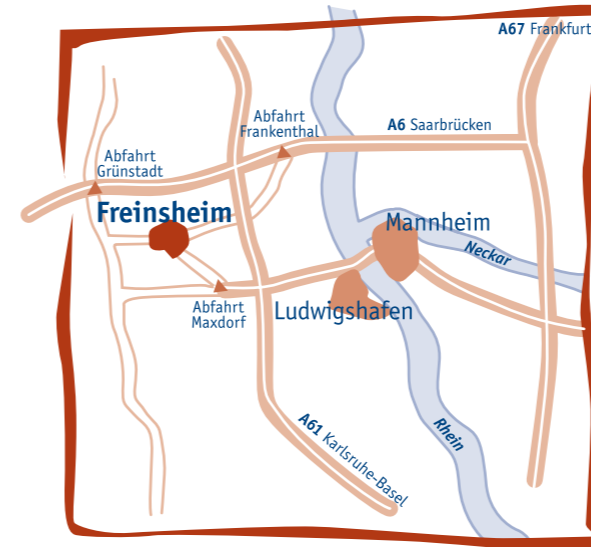 A67 Frankfurt
Abfahrt
Frankenthal
A6 Saarbrücken
Abfahrt
Grünstadt
Freinsheim
Mannheim
Neckar
Abfahrt
Maxdorf
Ludwigshafen
A61 Karlsruhe-Basel
Rhein